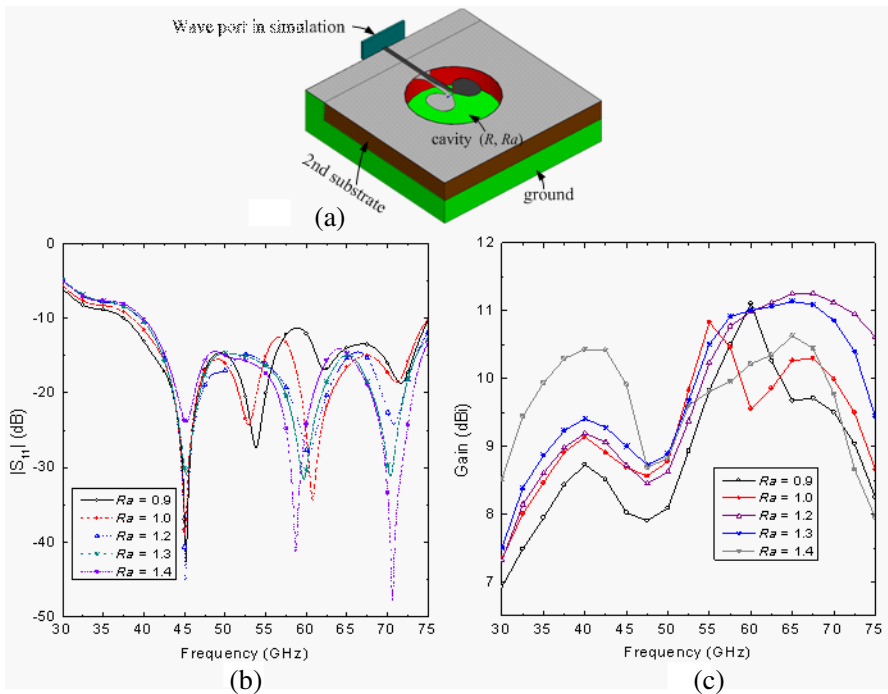 Wave port in simulation
cavity (R, Ra)
2nd substrate
ground
(a)
0
-10
-20
-30
-40
-50
|S11| (dB)
Ra = 0.9
Ra = 1.0
Ra = 1.2
Ra = 1.3
Ra = 1.4
30 35 40 45 50 55 60 65 70 75
Frequency (GHz)
(b)
12
11
10
9
8
7
Gain (dBi)
Ra = 0.9
Ra = 1.0
Ra = 1.2
Ra = 1.3
Ra = 1.4
30 35 40 45 50 55 60 65 70 75
Frequency (GHz)
(c)